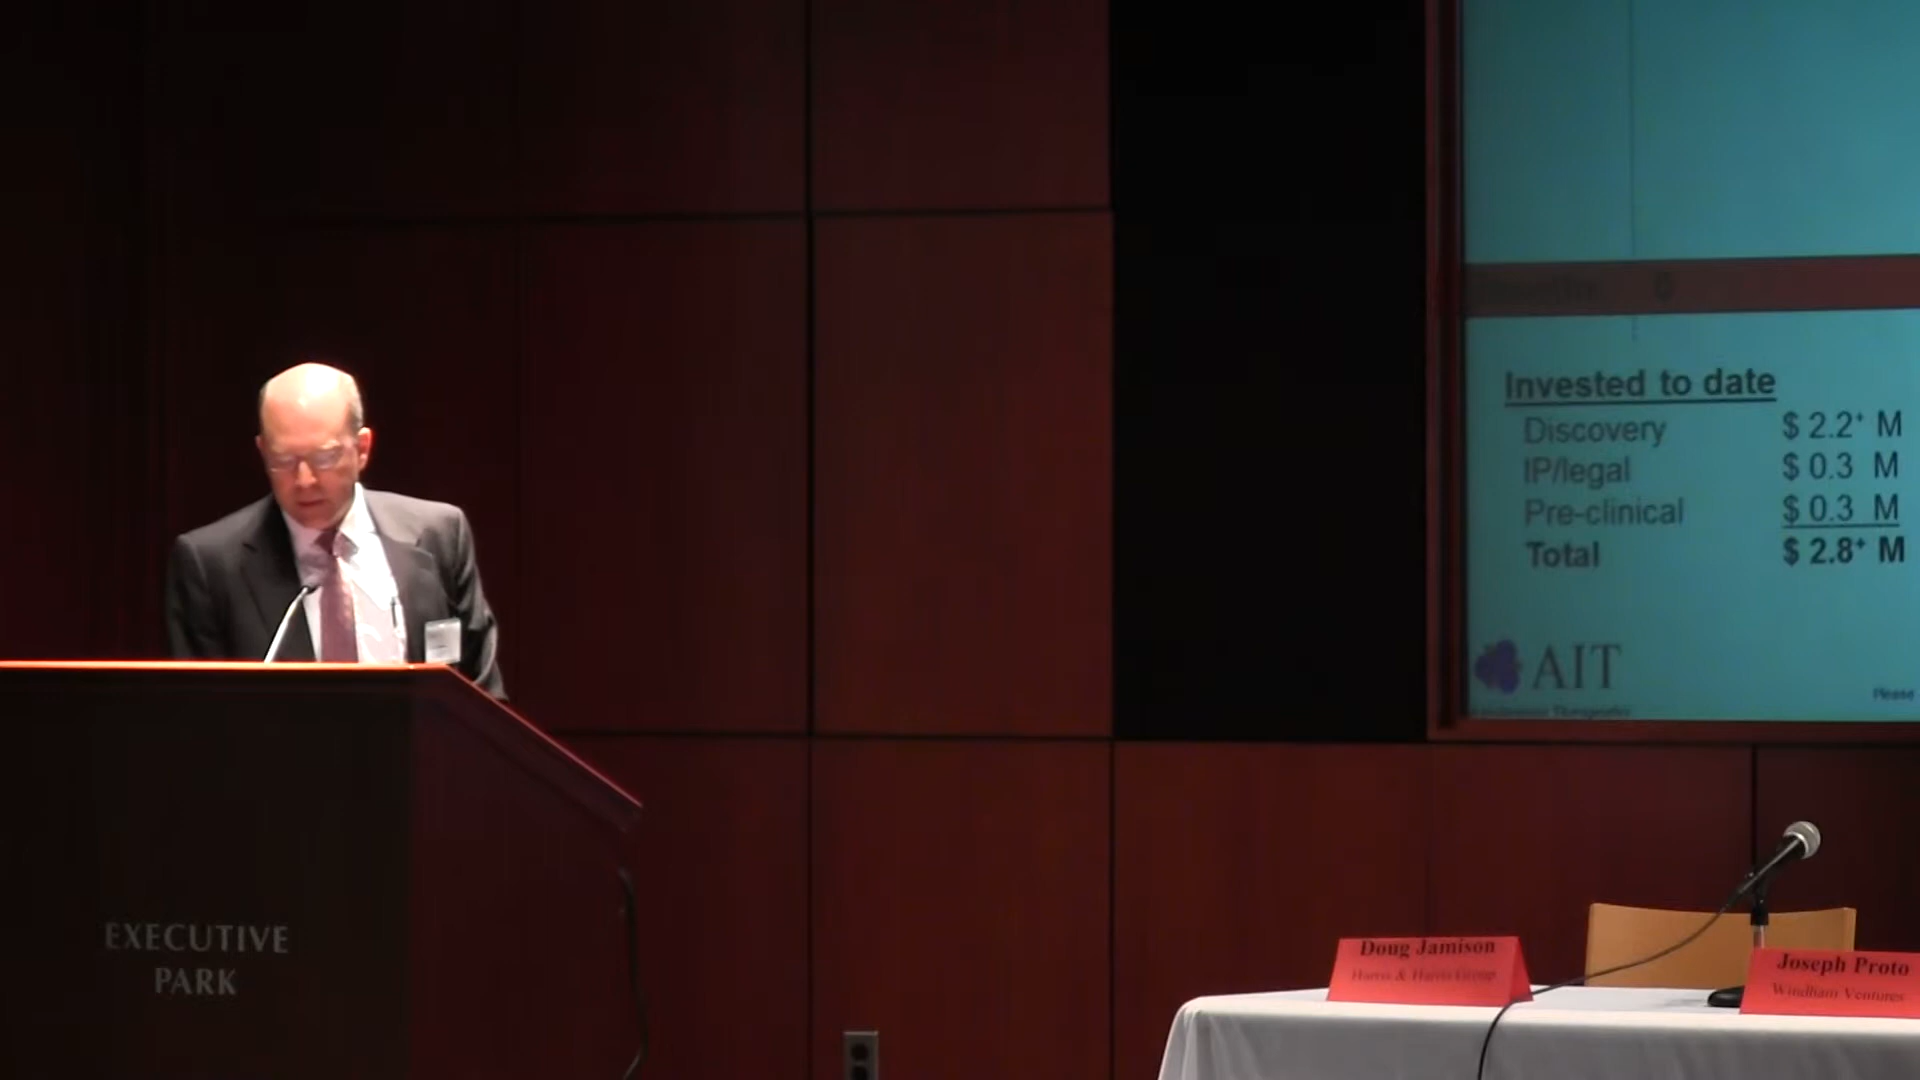 Invested to date
Discovery $ 2.2+ M
IP/legal $ 0.3 M
Pre-clinical $ 0.3 M
Total $ 2.8+ M
AIT
Please
EXECUTIVE
PARK
Doug Jamison
Harris & Harris Group
Joseph Proto
Windham Ventures